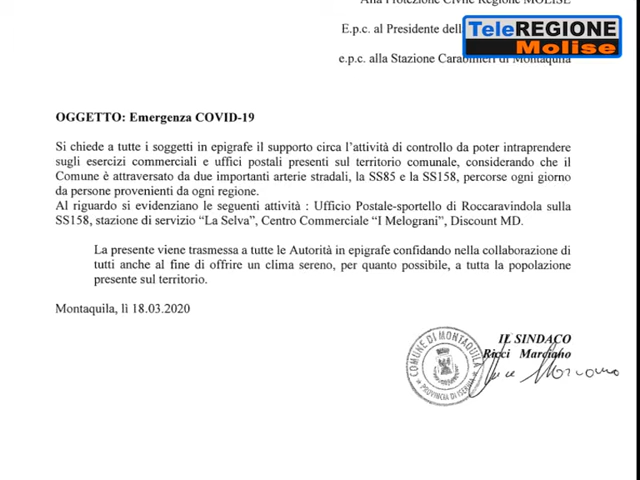 Alla Protezione Civile Regione MOLISE
E.p.c. al Presidente del
TeleREGIONE
Molise
e.p.c. alla Stazione Carabinieri di Montaquila
OGGETTO: Emergenza COVID-19
Si chiede a tutte i soggetti in epigrafe il supporto circa l’attività di controllo da poter intraprendere
sugli esercizi commerciali e uffici postali presenti sul territorio comunale, considerando che il
Comune è attraversato da due importanti arterie stradali, la SS85 e la SS158, percorse ogni giorno
da persone provenienti da ogni regione.
Al riguardo si evidenziano le seguenti attività : Ufficio Postale-sportello di Roccaravindola sulla
SS158, stazione di servizio “La Selva”, Centro Commerciale “I Melograni”, Discount MD.
La presente viene trasmessa a tutte le Autorità in epigrafe confidando nella collaborazione di
tutti anche al fine di offrire un clima sereno, per quanto possibile, a tutta la popolazione
presente sul territorio.
Montaquila, lì 18.03.2020
IL SINDACO
Ricci Marciano
COMUNE DI MONTAQUILA
PROVINCIA DI ISERNIA